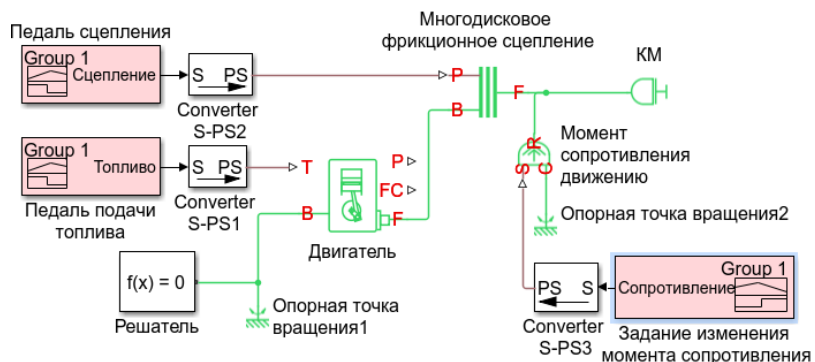 Педаль сцепления
Group 1
Сцепление
S PS
Converter
S-PS2
Многодисковое
фрикционное сцепление
P
B
F
КМ
Group 1
Топливо
S PS
Converter
S-PS1
Педаль подачи
топлива
T
P
FC
B
F
Двигатель
R
S
C
Момент
сопротивления
движению
Опорная точка
вращения2
f(x) = 0
Решатель
Опорная точка
вращения1
PS S
Converter
S-PS3
Group 1
Сопротивление
Задание изменения
момента сопротивления